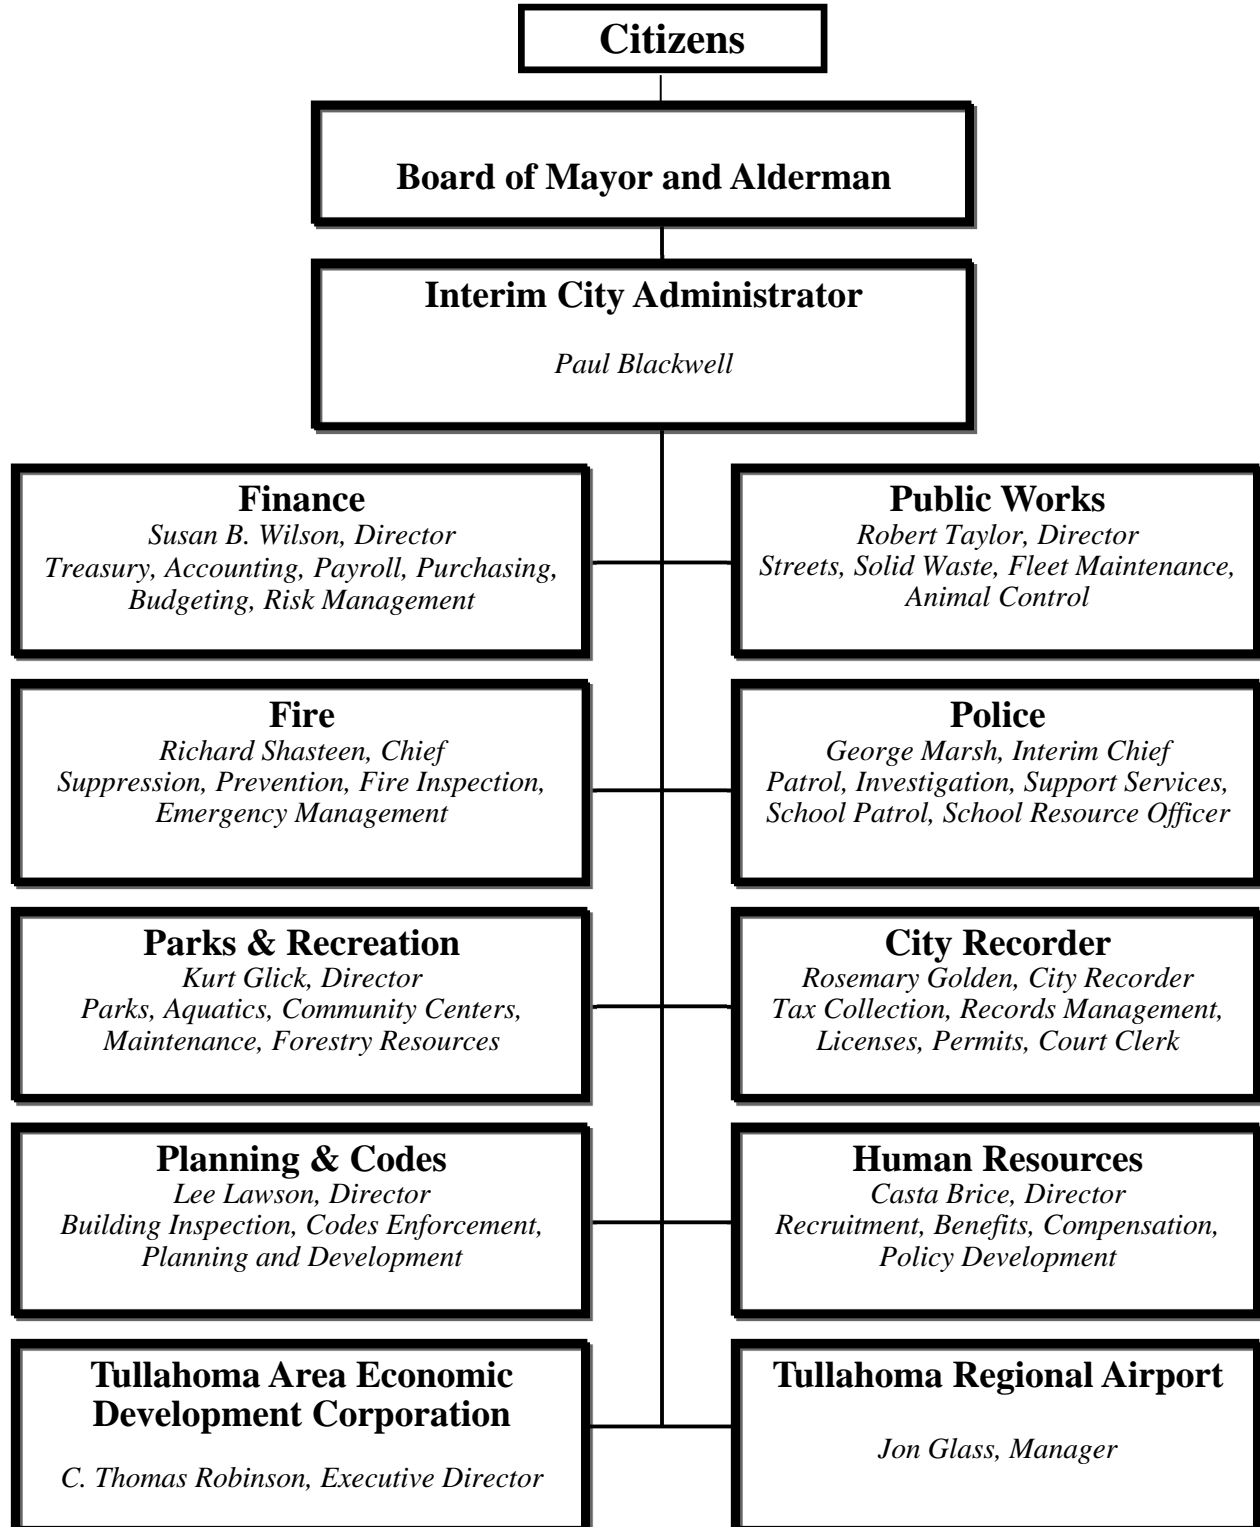 Citizens
Board of Mayor and Alderman
Interim City Administrator
Paul Blackwell
Finance
Susan B. Wilson, Director
Treasury, Accounting, Payroll, Purchasing,
Budgeting, Risk Management
Public Works
Robert Taylor, Director
Streets, Solid Waste, Fleet Maintenance,
Animal Control
Fire
Richard Shasteen, Chief
Suppression, Prevention, Fire Inspection,
Emergency Management
Police
George Marsh, Interim Chief
Patrol, Investigation, Support Services,
School Patrol, School Resource Officer
Parks & Recreation
Kurt Glick, Director
Parks, Aquatics, Community Centers,
Maintenance, Forestry Resources
City Recorder
Rosemary Golden, City Recorder
Tax Collection, Records Management,
Licenses, Permits, Court Clerk
Planning & Codes
Lee Lawson, Director
Building Inspection, Codes Enforcement,
Planning and Development
Human Resources
Casta Brice, Director
Recruitment, Benefits, Compensation,
Policy Development
Tullahoma Area Economic
Development Corporation
C. Thomas Robinson, Executive Director
Tullahoma Regional Airport
Jon Glass, Manager